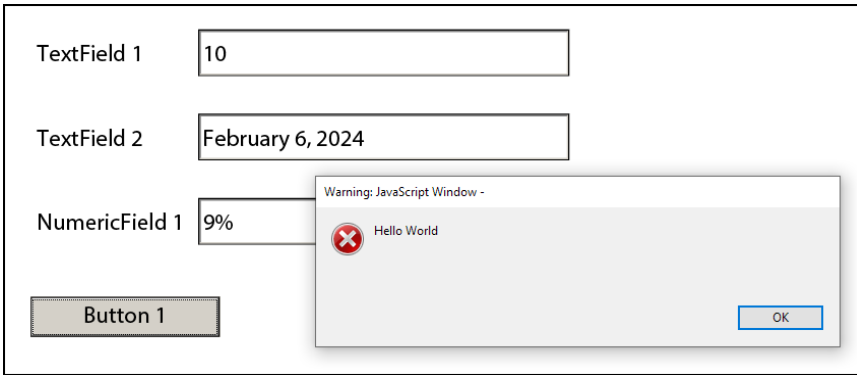 TextField 1
10
TextField 2
February 6, 2024
NumericField 1
9%
Warning: JavaScript Window -
Hello World
OK
Button 1